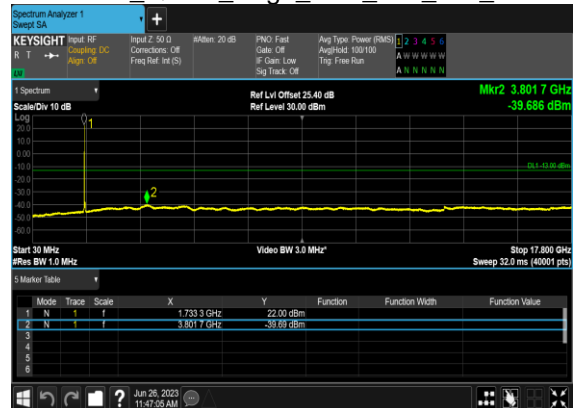 Spectrum Analyzer 1
Swept SA
KEYSIGHT Input: RF Input Z: 50 Ω #Atten: 20 dB PNO: Fast Avg Type: Power (RMS) 1 2 3 4 5 6
R T Coupling: DC Corrections: Off Gate: Off Avg|Hold: 100/100 A W W W W W
Align: Off Freq Ref: Int (S) IF Gain: Low Trig: Free Run
LW Sig Track: Off A N N N N N
1 Spectrum Ref Lvl Offset 25.40 dB Mkr2 3.801 7 GHz
Scale/Div 10 dB Ref Level 30.00 dBm -39.686 dBm
Log
20.0
10.0
0.00
-10.0
DL1 -13.00 dBm
-20.0
-30.0
-40.0
-50.0
-60.0
1
2
Start 30 MHz Video BW 3.0 MHz* Stop 17.800 GHz
#Res BW 1.0 MHz Sweep 32.0 ms (40001 pts)
5 Marker Table
Mode Trace Scale X Y Function Function Width Function Value
1 N 1 f 1.733 3 GHz 22.00 dBm
2 N 1 f 3.801 7 GHz -39.69 dBm
3
4
5
6
? Jun 26, 2023
11:47:05 AM